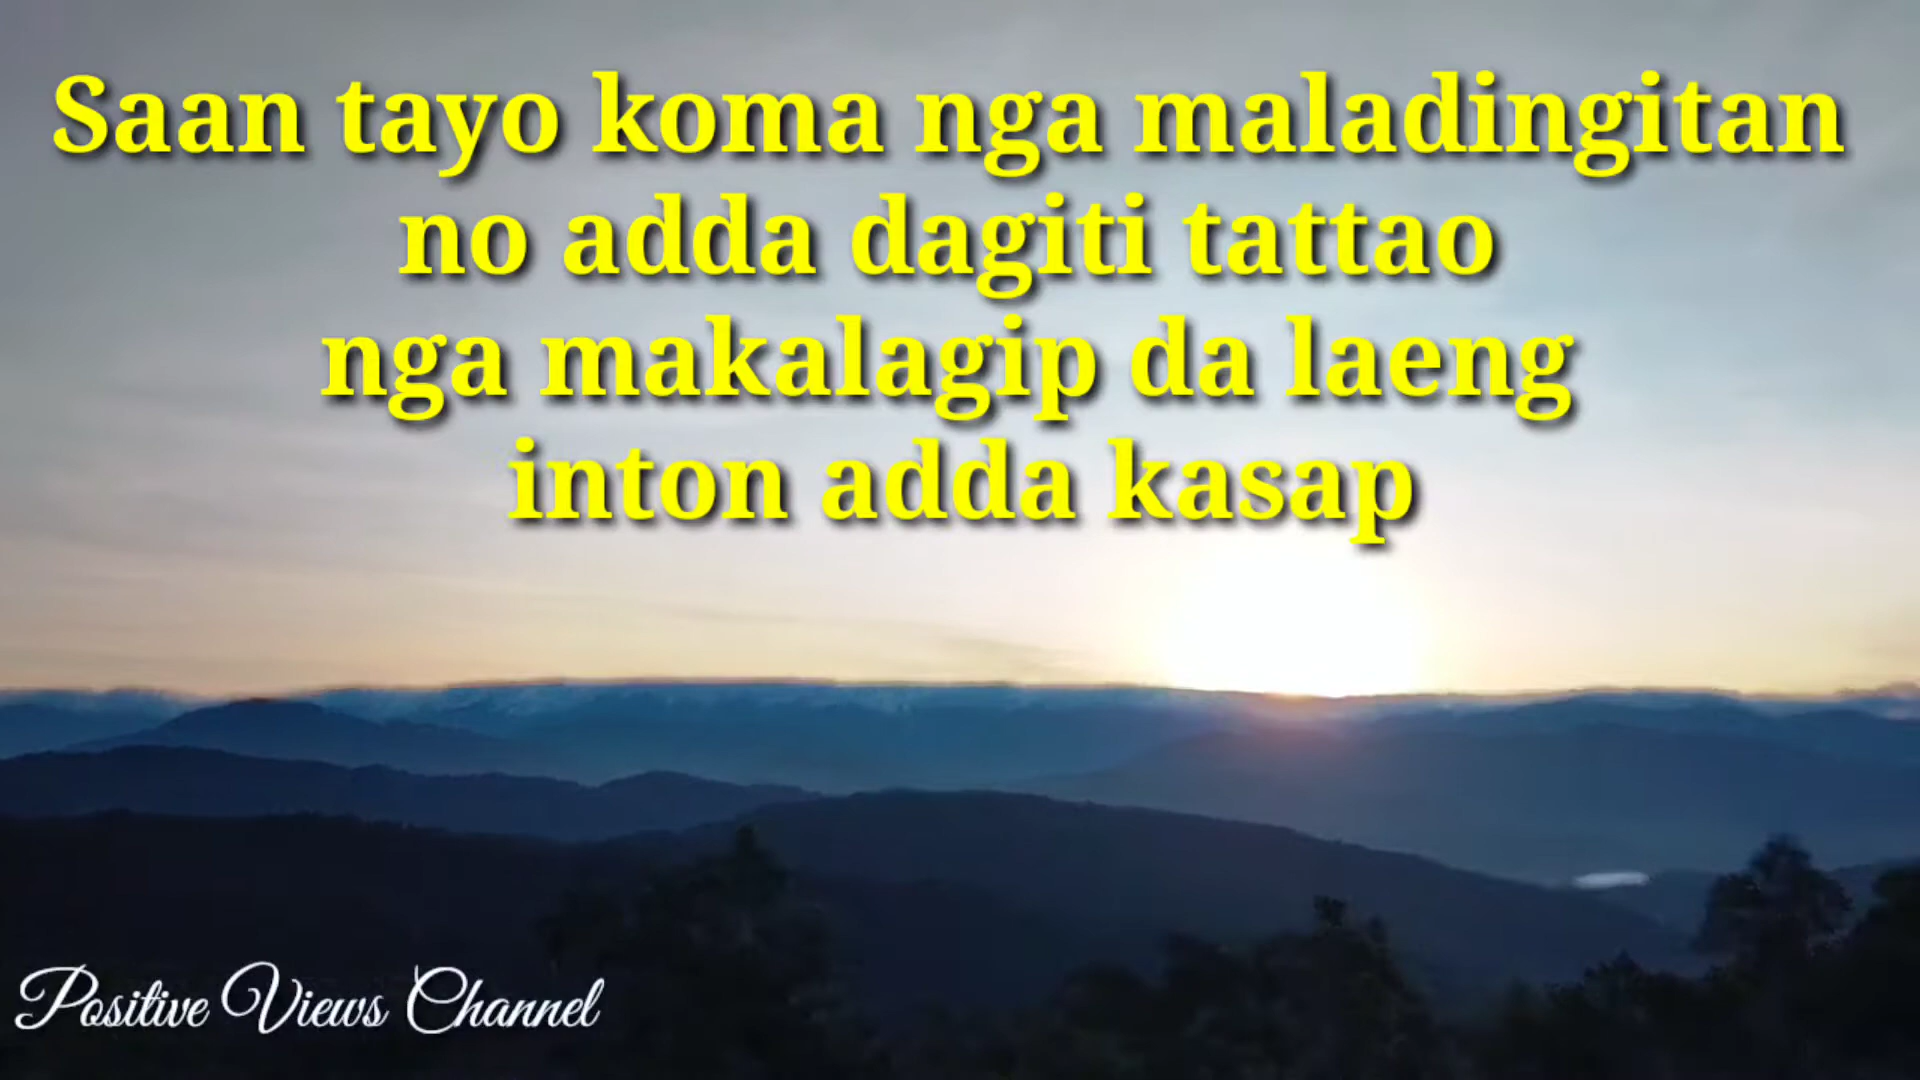 Saan tayo koma nga maladingitan
no adda dagiti tattao
nga makalagip da laeng
inton adda kasap
Positive Views Channel